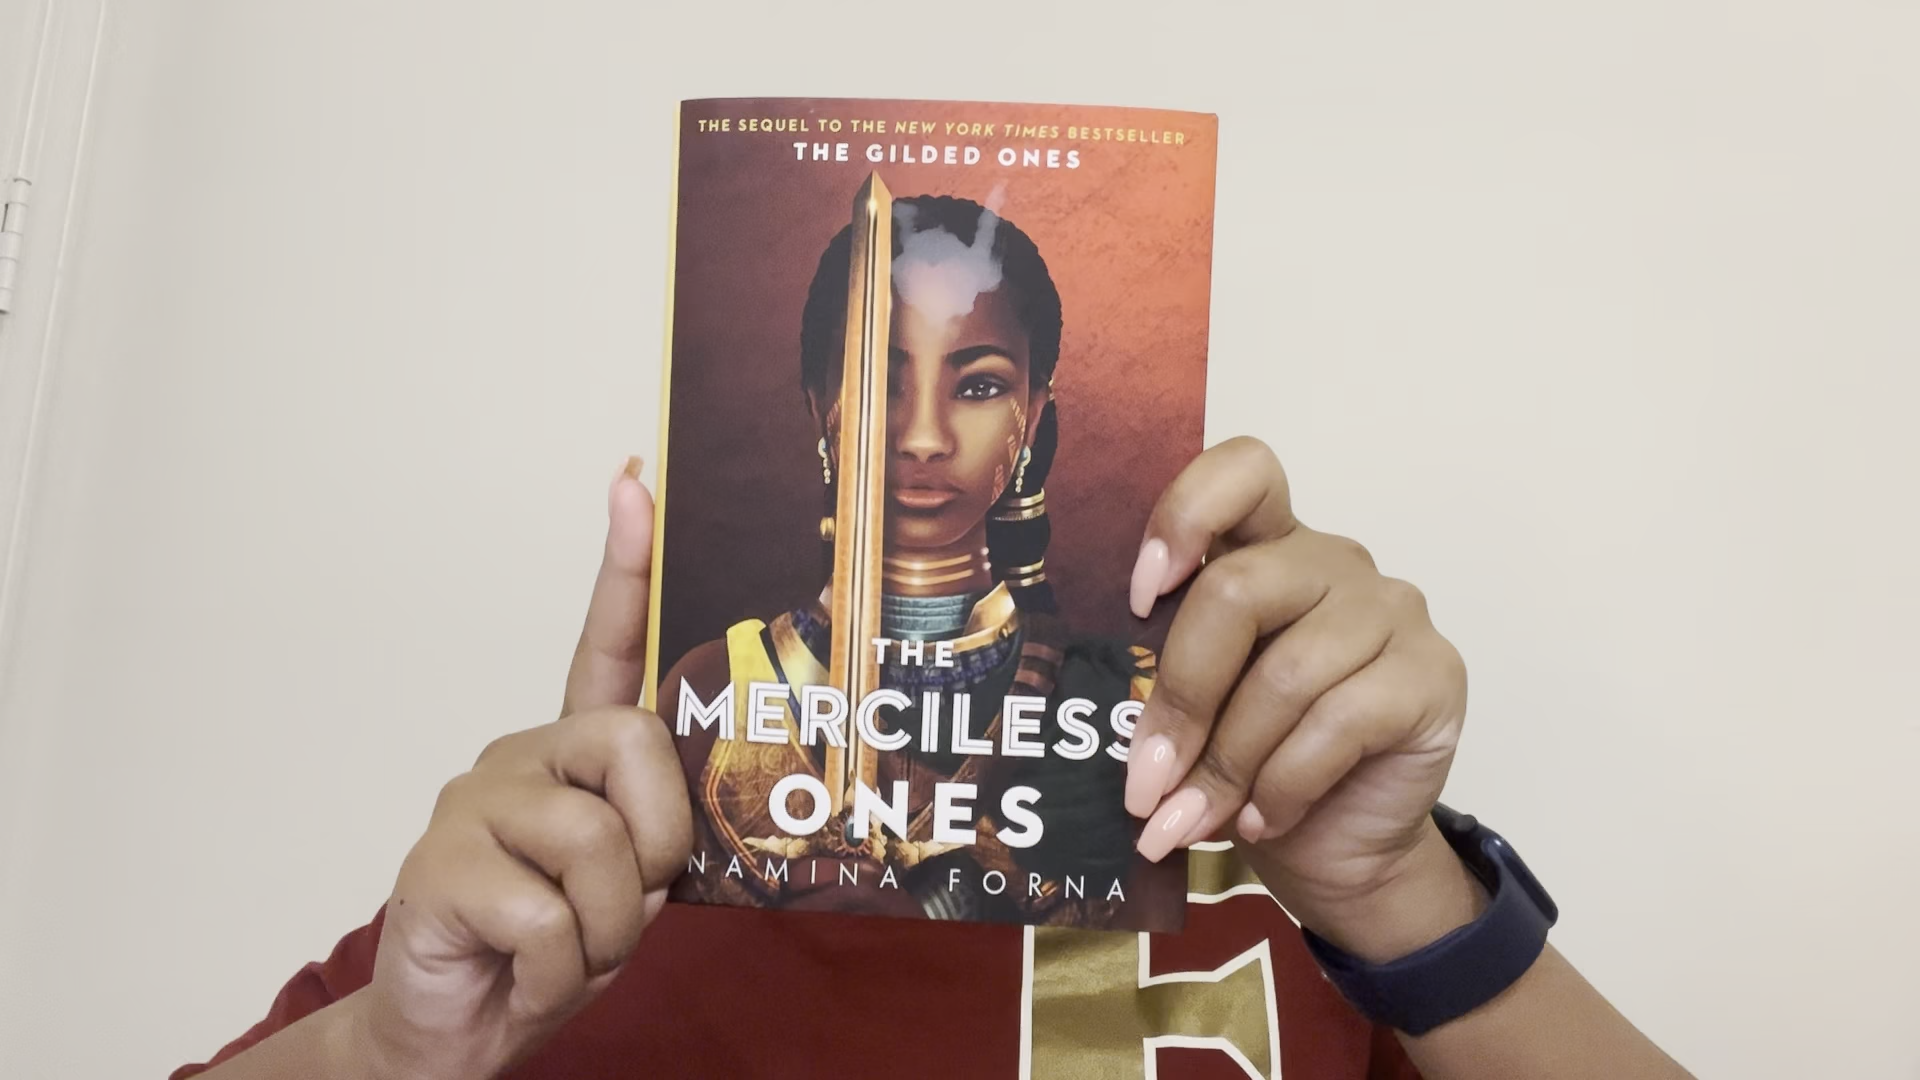 THE SEQUEL TO THE NEW YORK TIMES BESTSELLER
THE GILDED ONES
THE
MERCILESS
ONES
NAMINA FORNA
F